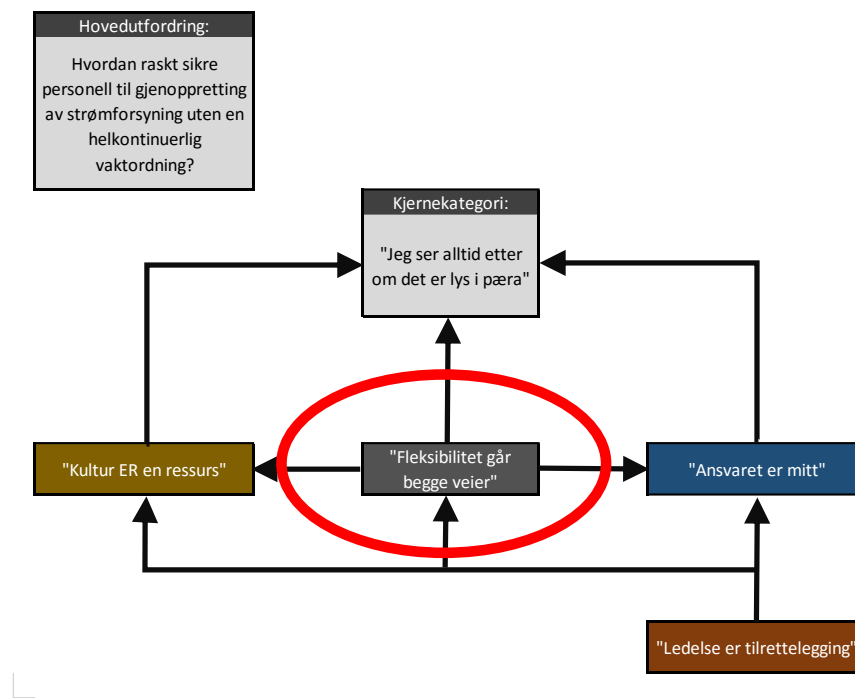 Hovedutfordring:
Hvordan raskt sikre
personell til gjenoppretting
av strømforsyning uten en
helkontinuerlig
vaktordning?
Kjernekategori:
"Jeg ser alltid etter
om det er lys i pæra"
"Kultur ER en ressurs"
"Fleksibilitet går
begge veier"
"Ansvaret er mitt"
"Ledelse er tilrettelegging"